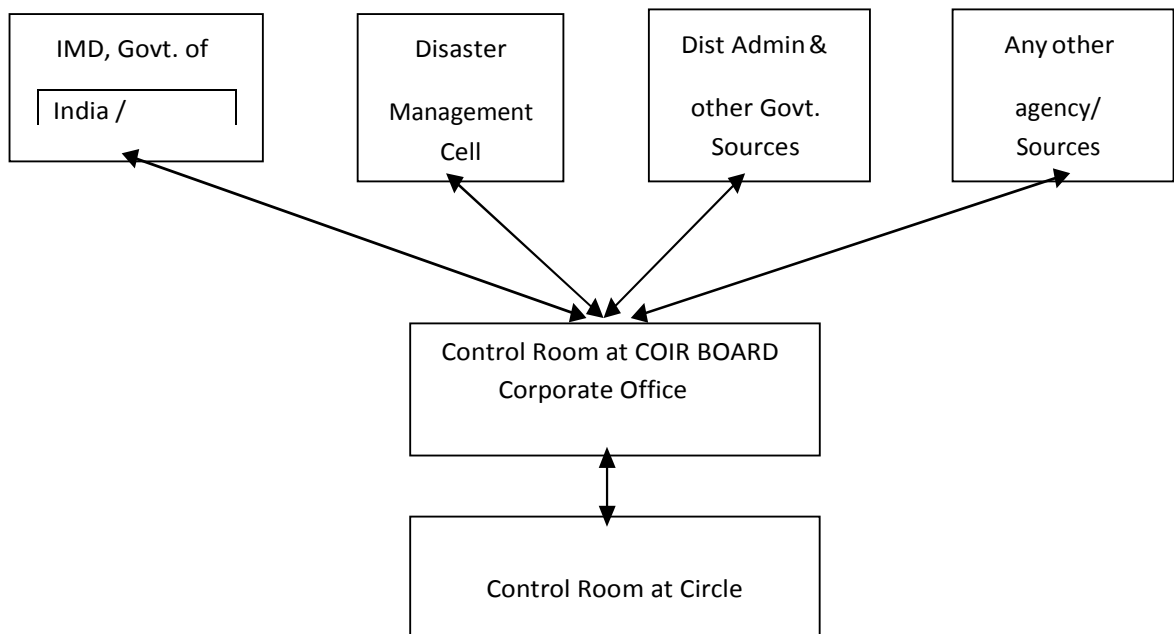 IMD, Govt. of
India /
Disaster
Management
Cell
Dist Admin &
other Govt.
Sources
Any other
agency/
Sources
Control Room at COIR BOARD
Corporate Office
Control Room at Circle